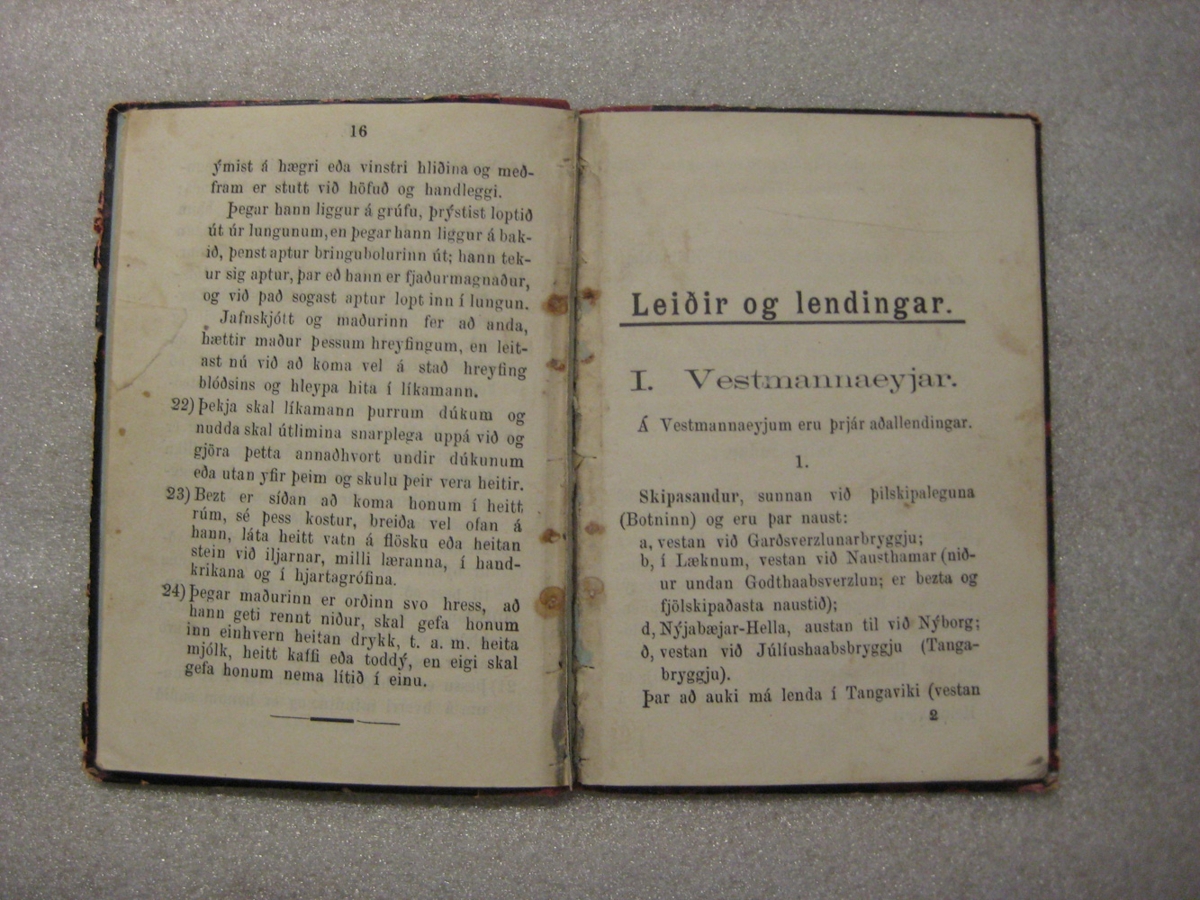 16
ýmist á hægri eða vinstri hliðina og með-
fram er stutt við höfuð og handleggi.
Þegar hann liggur á grúfu, þrýstist loptið
út úr lungunum, en þegar hann liggur á bak-
ið, þenst aptur bringubolurinn út; hann tek-
ur sig aptur, þar eð hann er fjaðurmagnaður,
og við það sogast aptur lopt inn í lungun.
Jafnskjótt og maðurinn fer að anda,
hættir maður þessum hreyfingum, en leit-
ast nú við að koma vel á stað hreyfing
blóðsins og hleypa hita í líkamann.
22) Þekja skal líkamann þurrum dúkum og
nudda skal útlimina snarplega uppá við og
gjöra þetta annaðhvort undir dúkunum
eða utan yfir þeim og skulu þeir vera heitir.
23) Bezt er síðan að koma honum í heitt
rúm, sé þess kostur, breiða vel ofan á
hann, láta heitt vatn á flösku eða heitan
stein við iljarnar, milli læranna, í hand-
krikana og í hjartagrófina.
24) Þegar maðurinn er orðinn svo hress, að
hann geti rennt niður, skal gefa honum
inn einhvern heitan drykk, t. a. m. heita
mjólk, heitt kaffi eða toddý, en eigi skal
gefa honum nema lítið í einu.
Leiðir og lendingar.
I. Vestmannaeyjar.
Á Vestmannaeyjum eru þrjár aðallendingar.
1.
Skipasandur, sunnan við þilskipaleguna
(Botninn) og eru þar naust:
a, vestan við Garðsverzlunarbryggju;
b, í Læknum, vestan við Nausthamar (nið-
ur undan Godthaabsverzlun; er bezta og
fjölskipaðasta naustið);
d, Nýjabæjar-Hella, austan til við Nýborg;
ð, vestan við Júlíushaabsbryggju (Tanga-
bryggju).
Þar að auki má lenda í Tangaviki (vestan
2